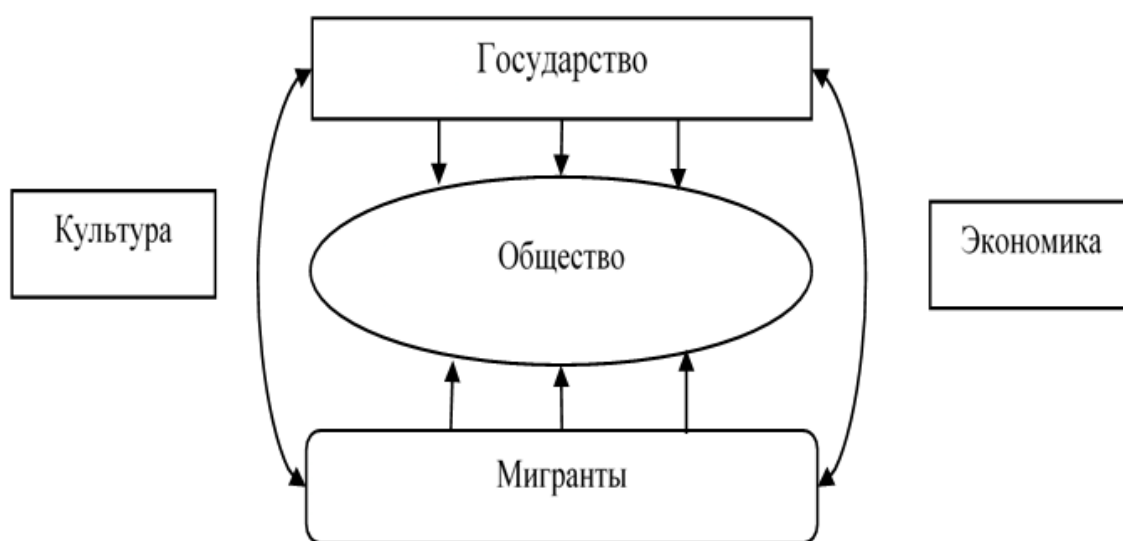 Государство
Культура
Общество
Экономика
Мигранты